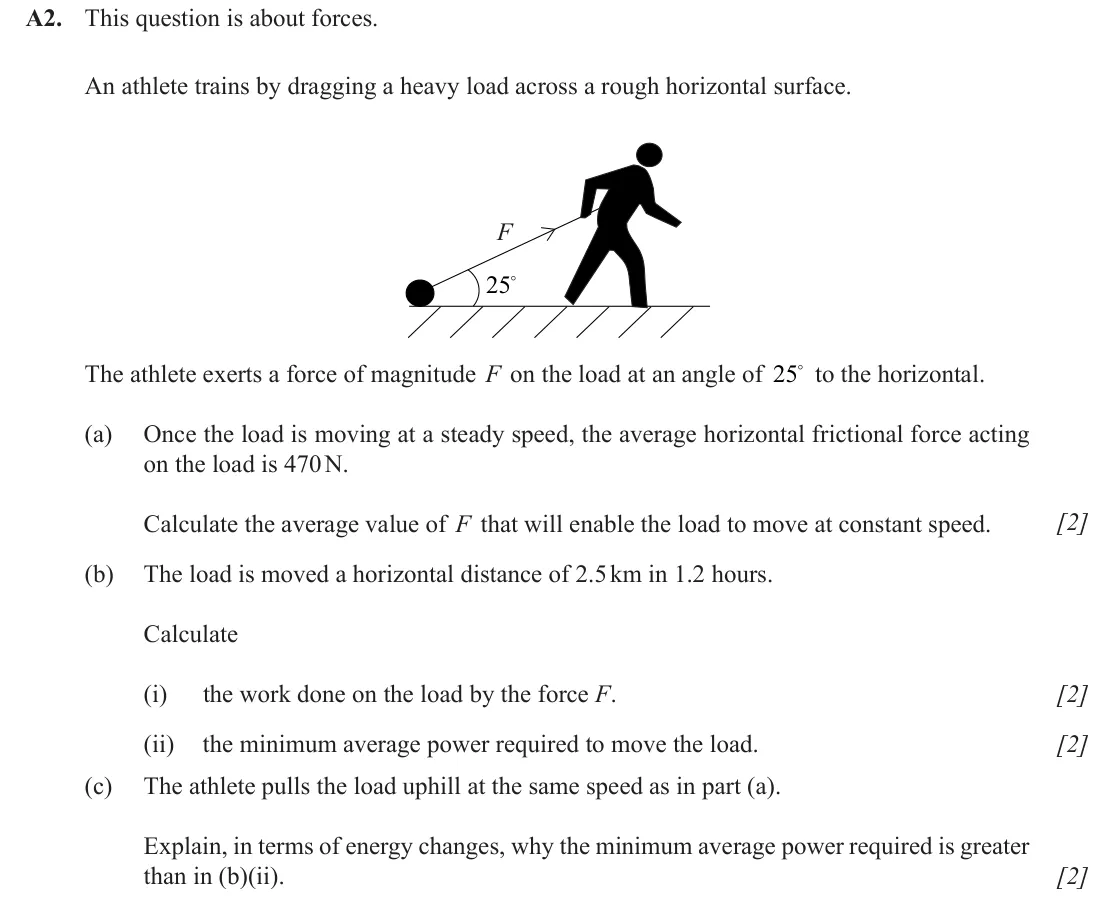 A2. This question is about forces.
An athlete trains by dragging a heavy load across a rough horizontal surface.
F
25°
The athlete exerts a force of magnitude F on the load at an angle of 25° to the horizontal.
(a) Once the load is moving at a steady speed, the average horizontal frictional force acting
on the load is 470N.
Calculate the average value of F that will enable the load to move at constant speed. [2]
(b) The load is moved a horizontal distance of 2.5km in 1.2 hours.
Calculate
(i) the work done on the load by the force F. [2]
(ii) the minimum average power required to move the load. [2]
(c) The athlete pulls the load uphill at the same speed as in part (a).
Explain, in terms of energy changes, why the minimum average power required is greater
than in (b)(ii). [2]